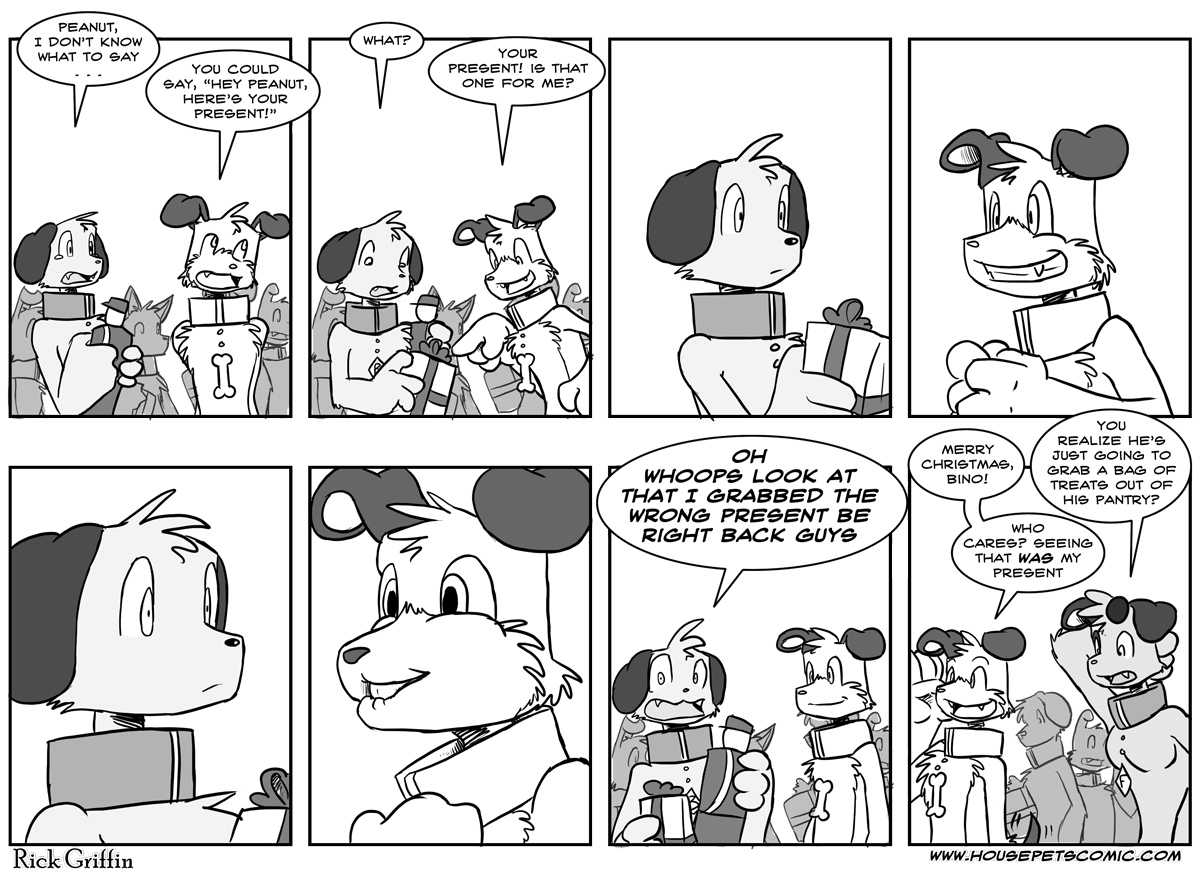 PEANUT,
I DON'T KNOW
WHAT TO SAY
. . .
YOU COULD
SAY, "HEY PEANUT,
HERE'S YOUR
PRESENT!"
WHAT?
YOUR
PRESENT! IS THAT
ONE FOR ME?
OH
WHOOPS LOOK AT
THAT I GRABBED THE
WRONG PRESENT BE
RIGHT BACK GUYS
MERRY
CHRISTMAS,
BINO!
YOU
REALIZE HE'S
JUST GOING TO
GRAB A BAG OF
TREATS OUT OF
HIS PANTRY?
WHO
CARES? SEEING
THAT WAS MY
PRESENT
Rick Griffin
WWW.HOUSEPETSCOMIC.COM